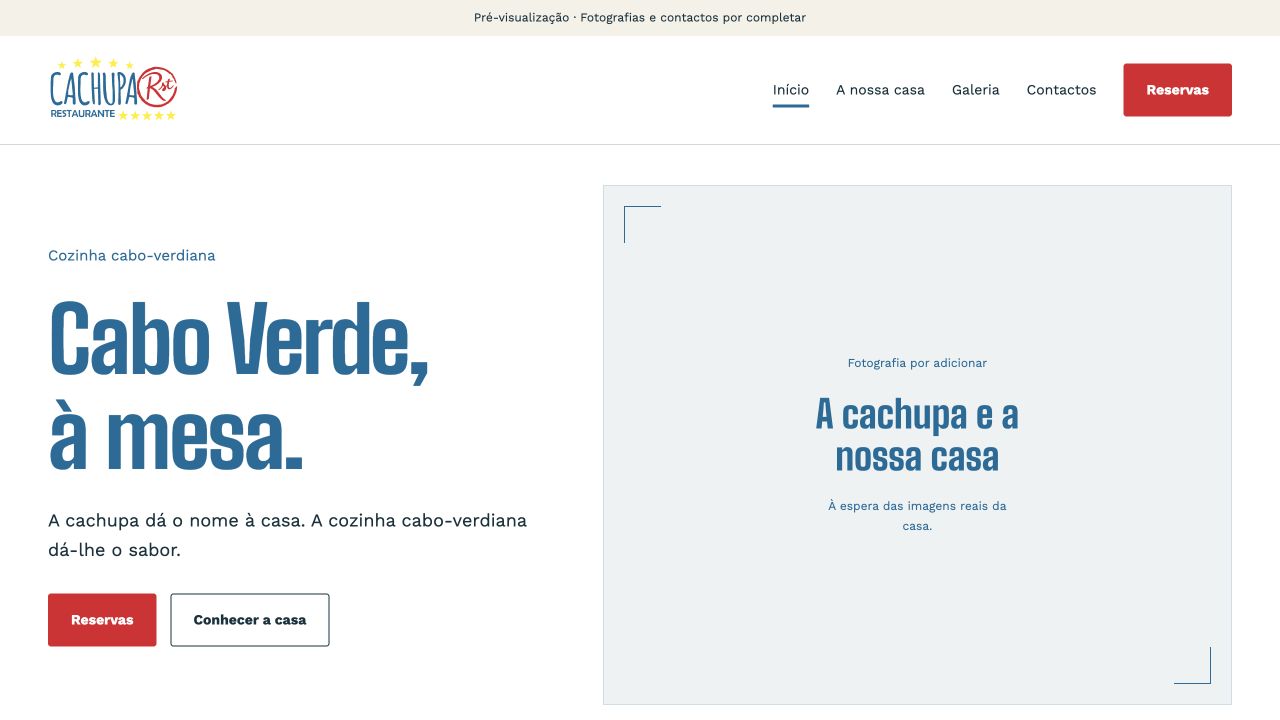 Pré-visualização · Fotografias e contactos por completar
CACHUPA Rst
RESTAURANTE
Início
A nossa casa
Galeria
Contactos
Reservas
Cozinha cabo-verdiana
Cabo Verde,
à mesa.
A cachupa dá o nome à casa. A cozinha cabo-verdiana
dá-lhe o sabor.
Reservas
Conhecer a casa
Fotografia por adicionar
A cachupa e a
nossa casa
À espera das imagens reais da
casa.